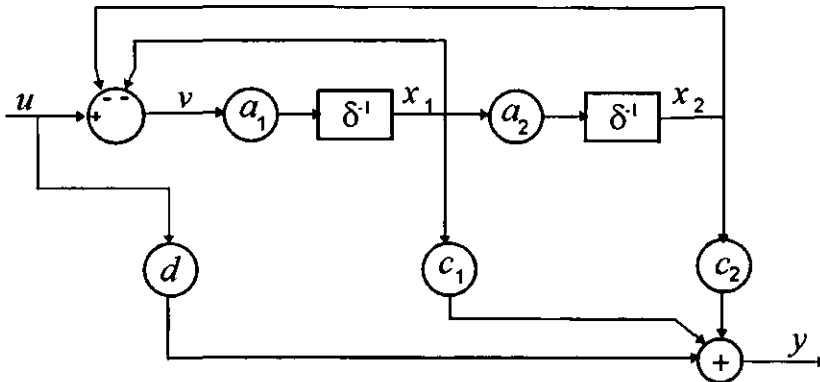 - -
u + v a₁ δ⁻¹ x₁ a₂ δ⁻¹ x₂
d c₁ c₂
+ y